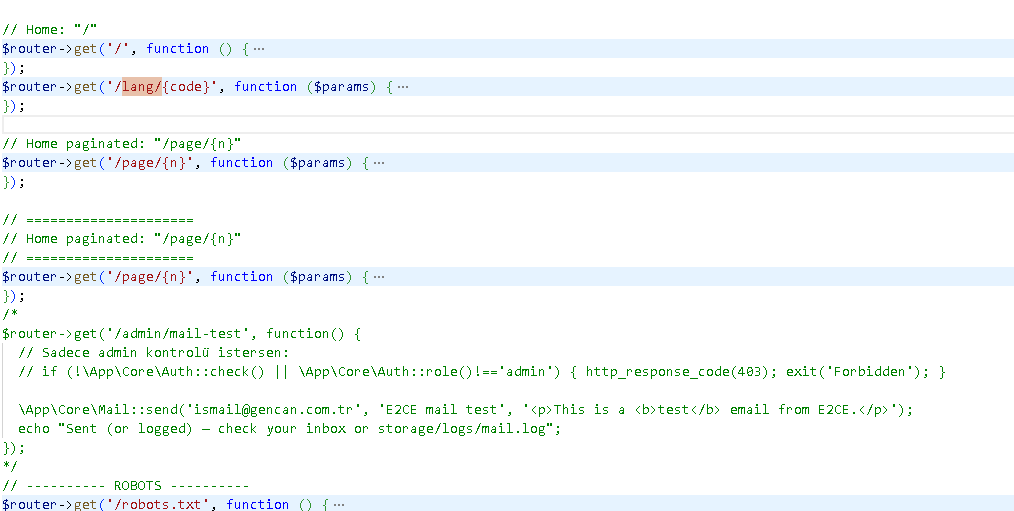 // Home: "/"
$router->get('/', function () { ⋯
});
$router->get('/lang/{code}', function ($params) { ⋯
});
// Home paginated: "/page/{n}"
$router->get('/page/{n}', function ($params) { ⋯
});
// =====================
// Home paginated: "/page/{n}"
// =====================
$router->get('/page/{n}', function ($params) { ⋯
});
/*
$router->get('/admin/mail-test', function() {
  // Sadece admin kontrolü istersen:
  // if (!\App\Core\Auth::check() || \App\Core\Auth::role()!=='admin') { http_response_code(403); exit('Forbidden'); }
  \App\Core\Mail::send('ismail@gencan.com.tr', 'E2CE mail test', '<p>This is a <b>test</b> email from E2CE.</p>');
  echo "Sent (or logged) — check your inbox or storage/logs/mail.log";
});
*/
// ---------- ROBOTS ----------
$router->get('/robots.txt', function () { ⋯